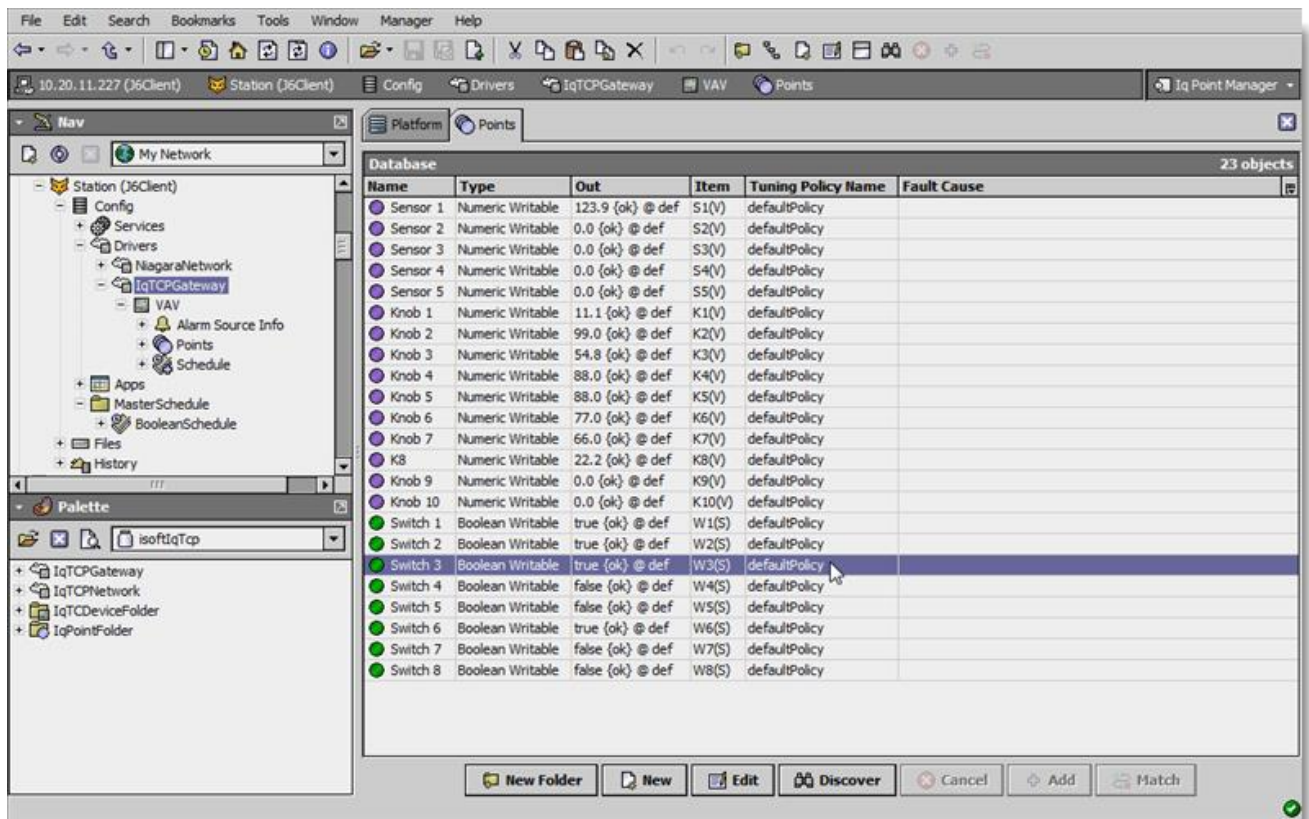 File Edit Search Bookmarks Tools Window Manager Help
10.20.11.227 (J6Client) Station (J6Client) Config Drivers IqTCPGateway VAV Points Iq Point Manager
Nav
My Network
Station (J6Client)
Config
Services
Drivers
NiagaraNetwork
IqTCPGateway
VAV
Alarm Source Info
Points
Schedule
Apps
MasterSchedule
BooleanSchedule
Files
History
Palette
isoftIqTcp
IqTCPGateway
IqTCPNetwork
IqTCDeviceFolder
IqPointFolder
Platform Points
Database 23 objects
Name Type Out Item Tuning Policy Name Fault Cause
Sensor 1 Numeric Writable 123.9 {ok} @ def S1(V) defaultPolicy
Sensor 2 Numeric Writable 0.0 {ok} @ def S2(V) defaultPolicy
Sensor 3 Numeric Writable 0.0 {ok} @ def S3(V) defaultPolicy
Sensor 4 Numeric Writable 0.0 {ok} @ def S4(V) defaultPolicy
Sensor 5 Numeric Writable 0.0 {ok} @ def S5(V) defaultPolicy
Knob 1 Numeric Writable 11.1 {ok} @ def K1(V) defaultPolicy
Knob 2 Numeric Writable 99.0 {ok} @ def K2(V) defaultPolicy
Knob 3 Numeric Writable 54.8 {ok} @ def K3(V) defaultPolicy
Knob 4 Numeric Writable 88.0 {ok} @ def K4(V) defaultPolicy
Knob 5 Numeric Writable 88.0 {ok} @ def K5(V) defaultPolicy
Knob 6 Numeric Writable 77.0 {ok} @ def K6(V) defaultPolicy
Knob 7 Numeric Writable 66.0 {ok} @ def K7(V) defaultPolicy
K8 Numeric Writable 22.2 {ok} @ def K8(V) defaultPolicy
Knob 9 Numeric Writable 0.0 {ok} @ def K9(V) defaultPolicy
Knob 10 Numeric Writable 0.0 {ok} @ def K10(V) defaultPolicy
Switch 1 Boolean Writable true {ok} @ def W1(S) defaultPolicy
Switch 2 Boolean Writable true {ok} @ def W2(S) defaultPolicy
Switch 3 Boolean Writable true {ok} @ def W3(S) defaultPolicy
Switch 4 Boolean Writable false {ok} @ def W4(S) defaultPolicy
Switch 5 Boolean Writable false {ok} @ def W5(S) defaultPolicy
Switch 6 Boolean Writable true {ok} @ def W6(S) defaultPolicy
Switch 7 Boolean Writable false {ok} @ def W7(S) defaultPolicy
Switch 8 Boolean Writable false {ok} @ def W8(S) defaultPolicy
New Folder New Edit Discover Cancel Add Match